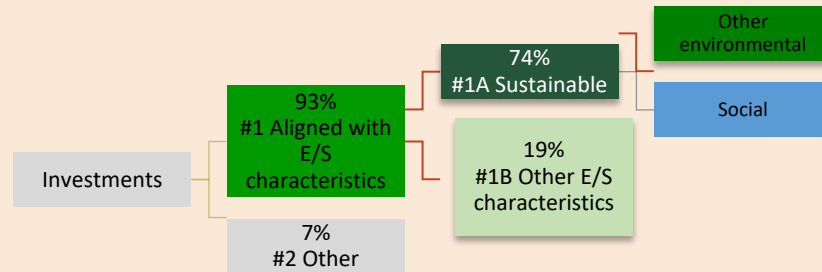 Investments
93%
#1 Aligned with
E/S
characteristics
7%
#2 Other
74%
#1A Sustainable
19%
#1B Other E/S
characteristics
Other
environmental
Social